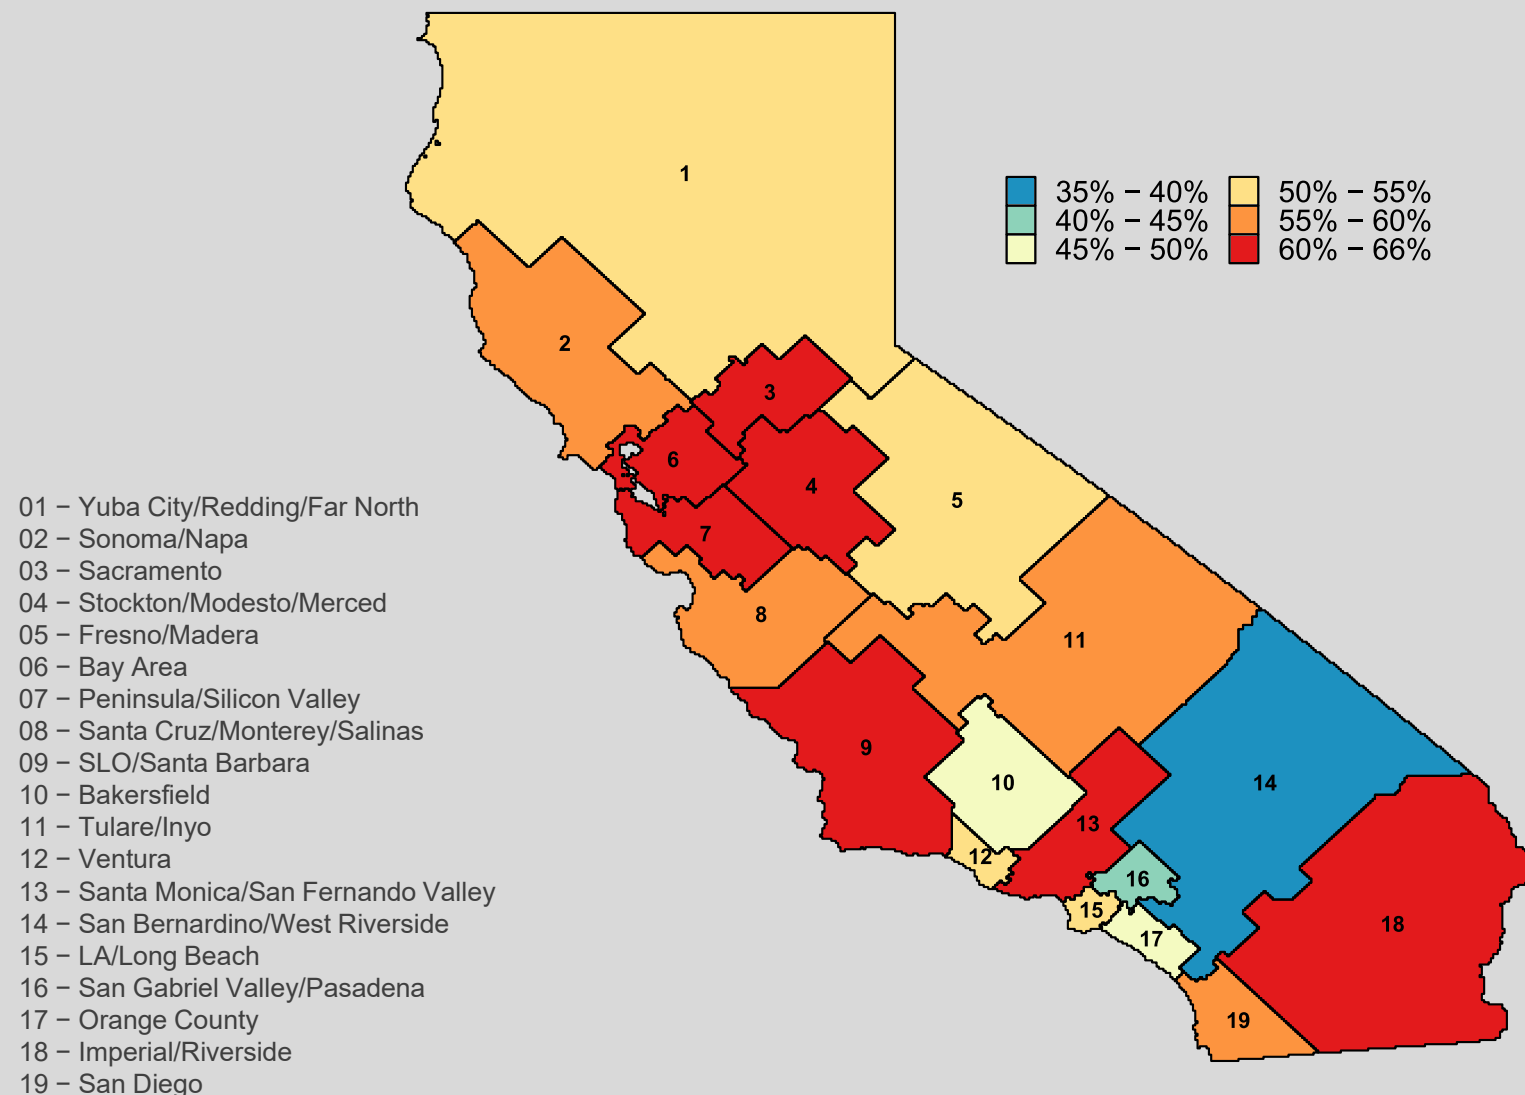 1
35% − 40% 50% − 55%
40% − 45% 55% − 60%
45% − 50% 60% − 66%
2
3
6
4
5
7
8
11
9
10
14
13
12
16
15
17
18
19
01 − Yuba City/Redding/Far North
02 − Sonoma/Napa
03 − Sacramento
04 − Stockton/Modesto/Merced
05 − Fresno/Madera
06 − Bay Area
07 − Peninsula/Silicon Valley
08 − Santa Cruz/Monterey/Salinas
09 − SLO/Santa Barbara
10 − Bakersfield
11 − Tulare/Inyo
12 − Ventura
13 − Santa Monica/San Fernando Valley
14 − San Bernardino/West Riverside
15 − LA/Long Beach
16 − San Gabriel Valley/Pasadena
17 − Orange County
18 − Imperial/Riverside
19 − San Diego